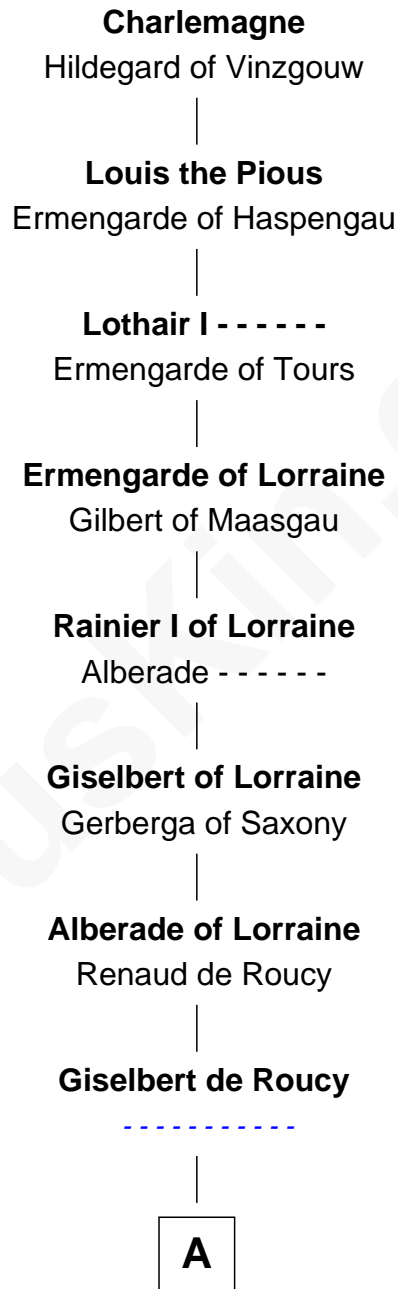 Charlemagne
Hildegard of Vinzgouw
Louis the Pious
Ermengarde of Haspengau
Lothair I - - - - - -
Ermengarde of Tours
Ermengarde of Lorraine
Gilbert of Maasgau
Rainier I of Lorraine
Alberade - - - - - -
Giselbert of Lorraine
Gerberga of Saxony
Alberade of Lorraine
Renaud de Roucy
Giselbert de Roucy
- - - - - - - - - - -
A